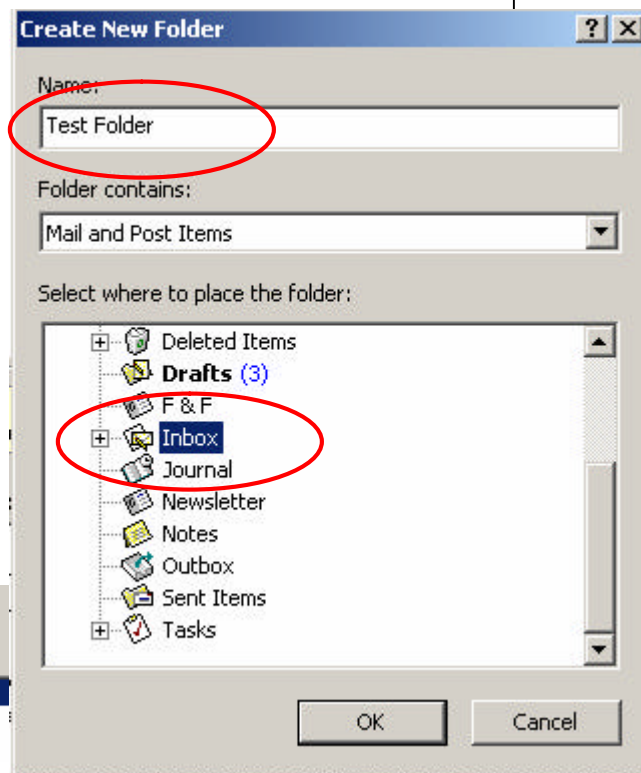 Create New Folder
Name:
Test Folder
Folder contains:
Mail and Post Items
Select where to place the folder:
Deleted Items
Drafts (3)
F & F
Inbox
Journal
Newsletter
Notes
Outbox
Sent Items
Tasks
OK Cancel